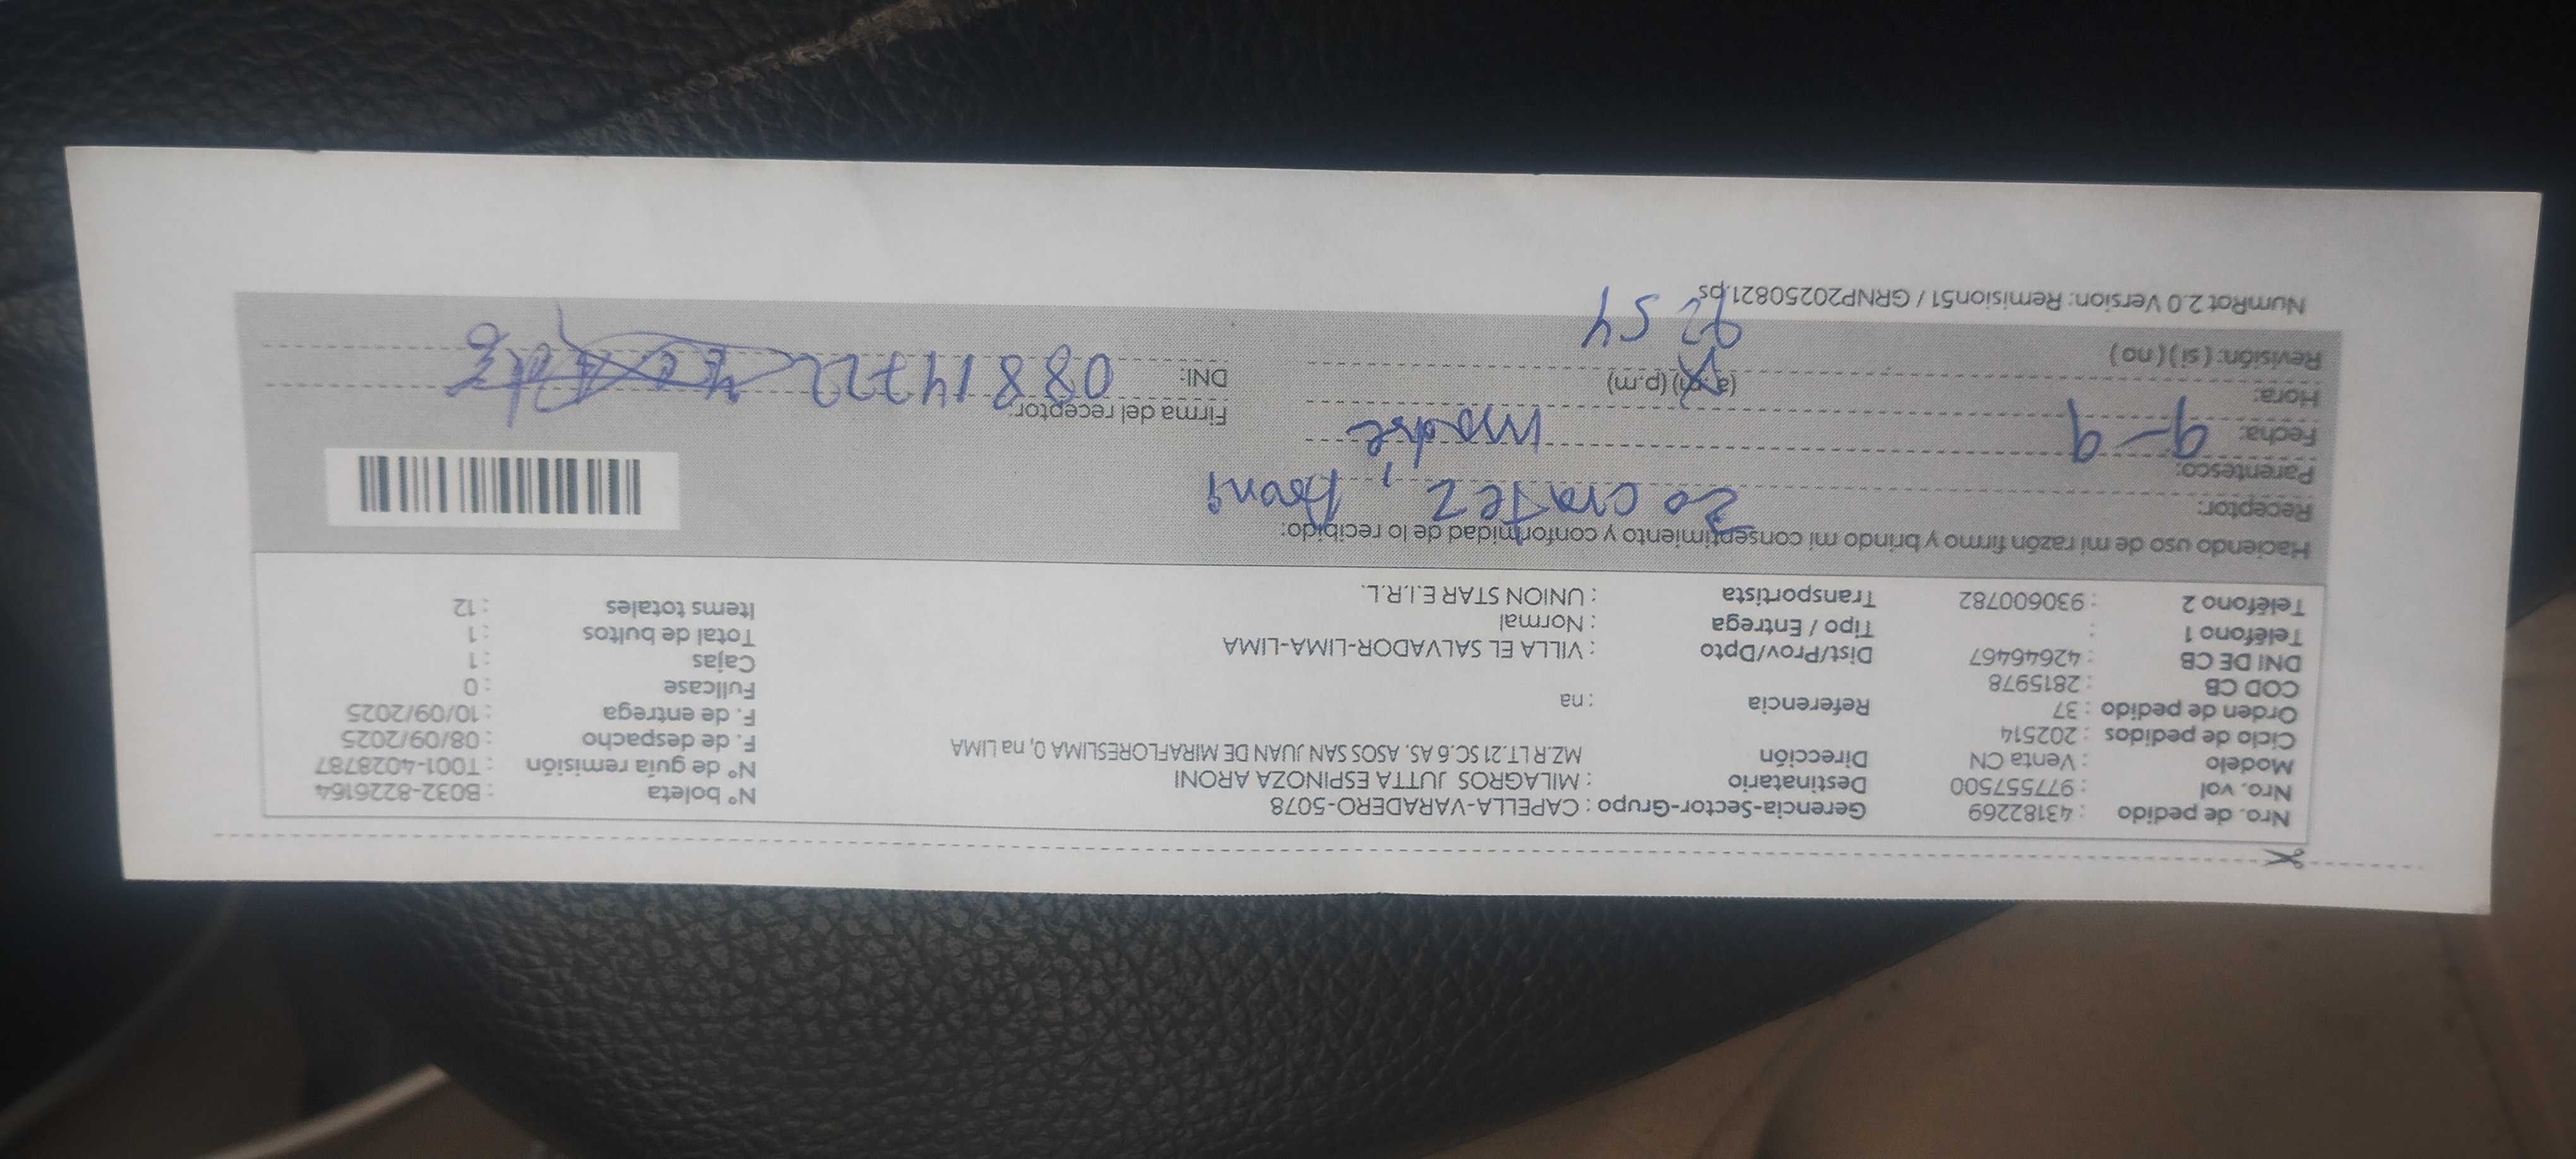 Nro. de pedido : 43182269 Gerencia-Sector-Grupo : CAPELLA-VARADERO-5078 N° boleta : B032-8226164
Nro. vol : 977557500 Destinatario : MILAGROS JUTTA ESPINOZA ARONI N° de guía remisión : T001-4028787
Modelo : Venta CN Dirección MZ.R LT.21 SC.6 AS. ASOS SAN JUAN DE MIRAFLORESLIMA 0, na LIMA F. de despacho : 08/09/2025
Ciclo de pedidos : 202514 F. de entrega : 10/09/2025
Orden de pedido : 37 Referencia : na Fullcase : 0
COD CB : 2815978 Cajas : 1
DNI DE CB : 42646467 Dist/Prov/Dpto : VILLA EL SALVADOR-LIMA-LIMA Total de bultos : 1
Teléfono 1 : Tipo / Entrega : Normal Items totales : 12
Teléfono 2 : 930600782 Transportista : UNION STAR E.I.R.L.
Haciendo uso de mi razón firmo y brindo mi consentimiento y conformidad de lo recibido:
Receptor:
Parentesco:
Fecha: 9-9 Firma del receptor:
Hora: (a.m) (p.m) DNI: 08814722
Revisión: ( si ) ( no ) 54
NumRot 2.0 Version: Remision51 / GRNP20250821.ps